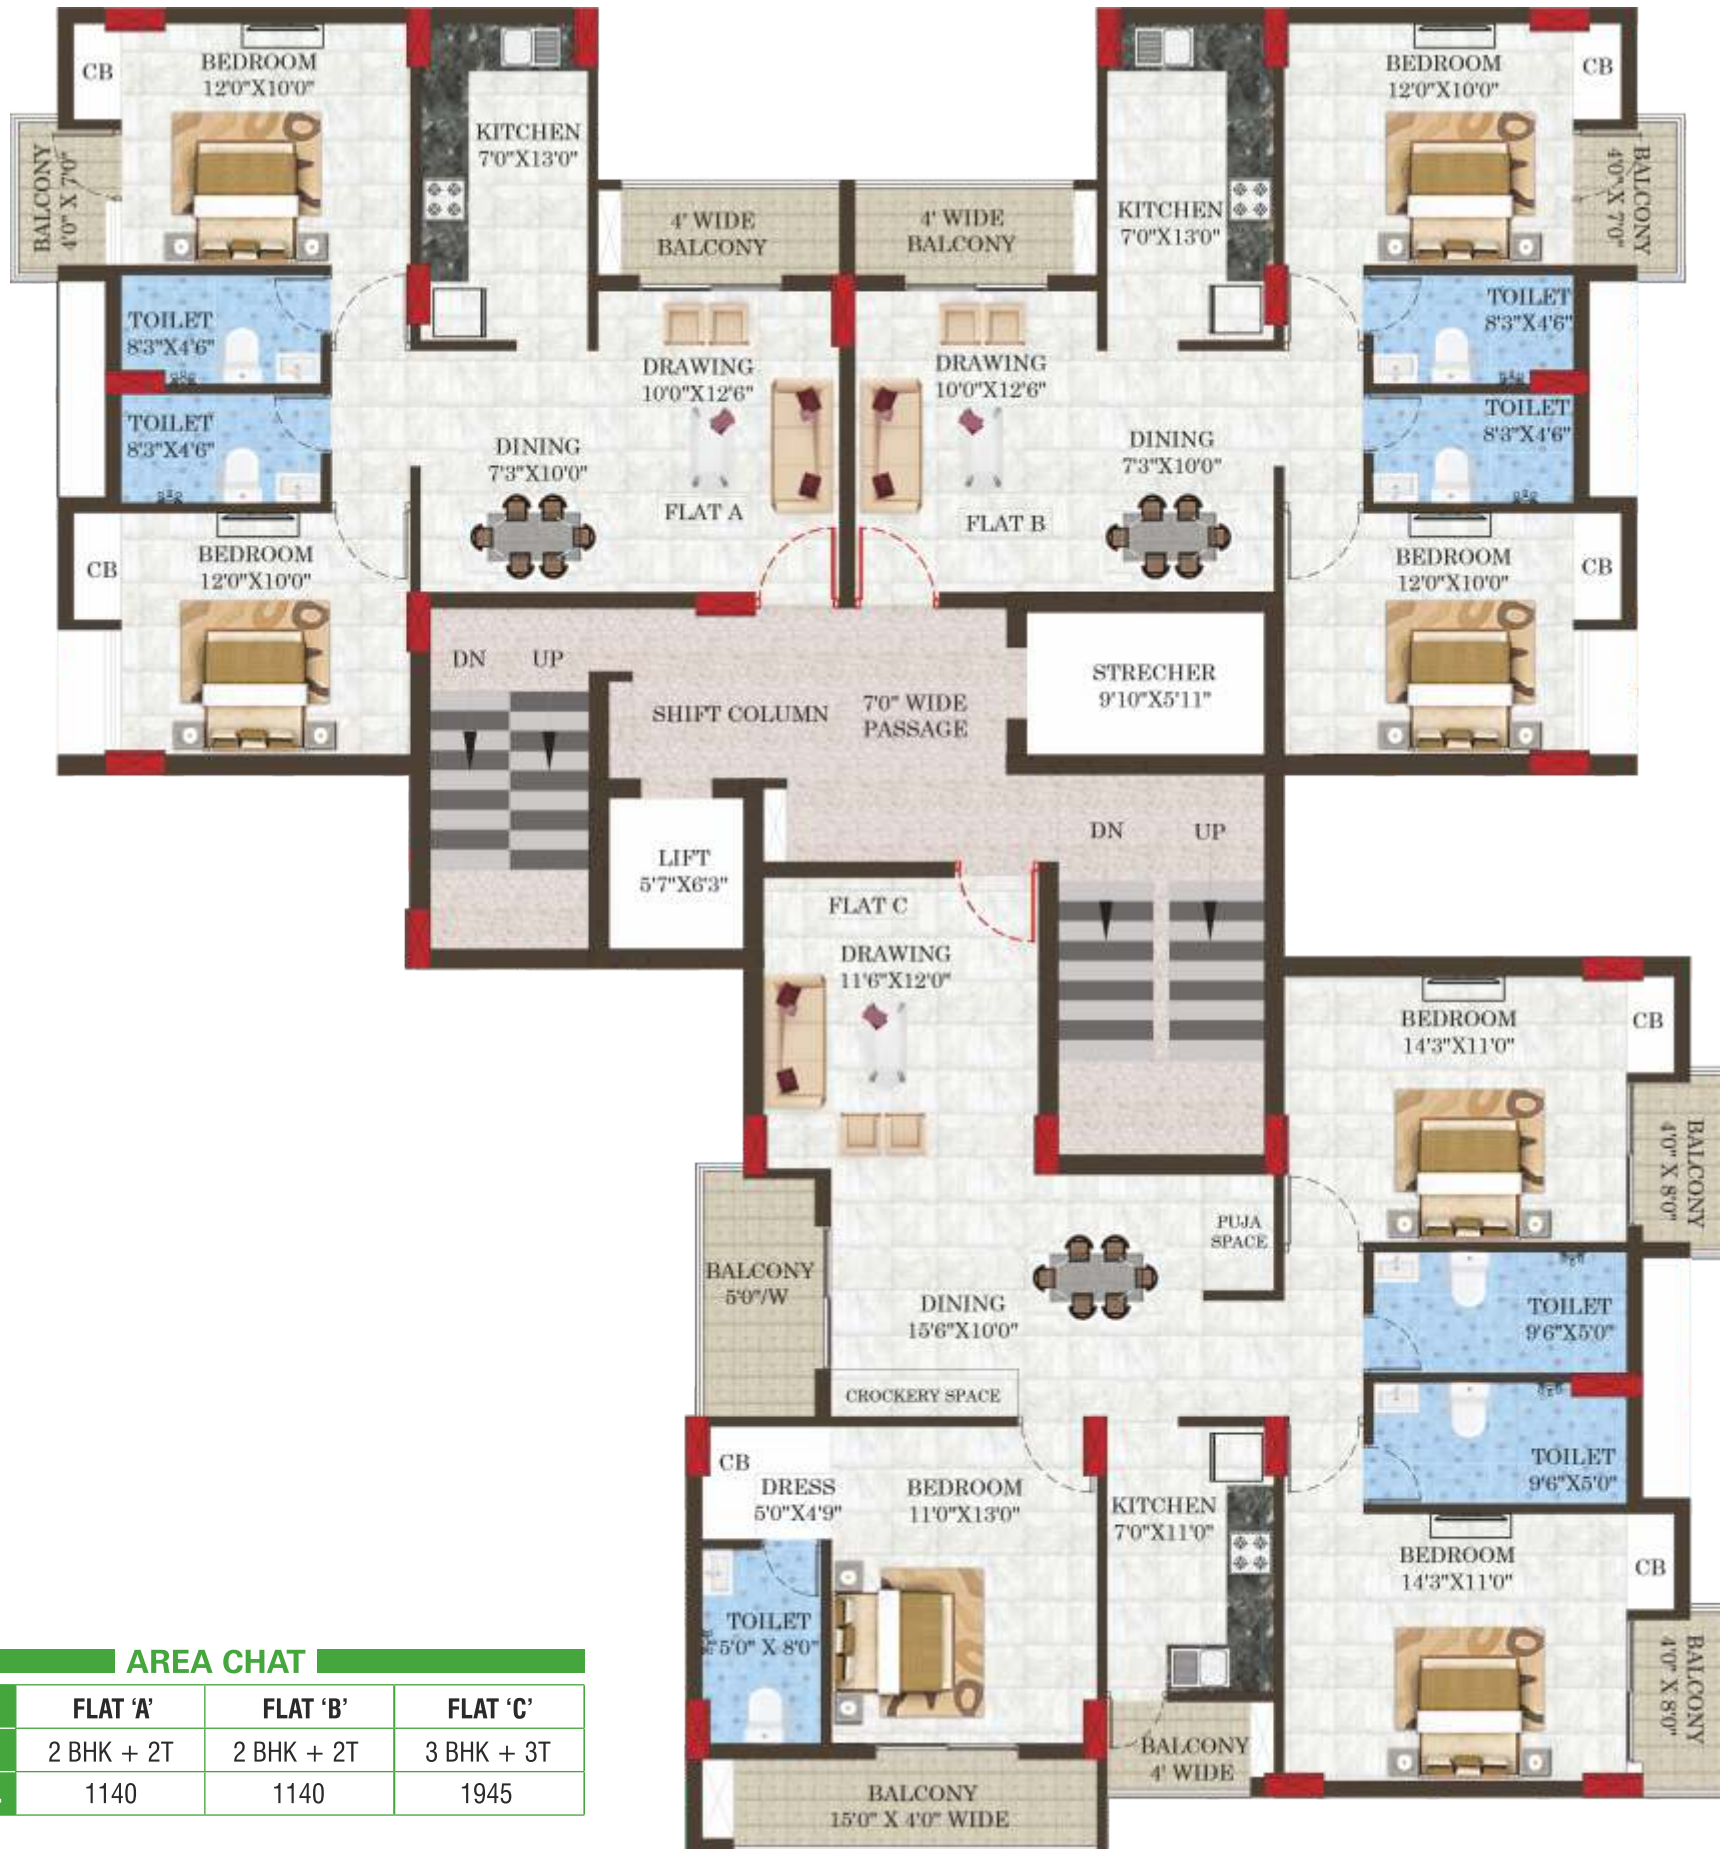 CB
BEDROOM
12'0"X10'0"
KITCHEN
7'0"X13'0"
BALCONY
4'0" X 7'0"
4' WIDE
BALCONY
4' WIDE
BALCONY
KITCHEN
7'0"X13'0"
BEDROOM
12'0"X10'0"
CB
BALCONY
4'0" X 7'0"
TOILET
8'3"X4'6"
TOILET
8'3"X4'6"
DRAWING
10'0"X12'6"
DINING
7'3"X10'0"
FLAT A
DRAWING
10'0"X12'6"
DINING
7'3"X10'0"
FLAT B
TOILET
8'3"X4'6"
TOILET
8'3"X4'6"
CB
BEDROOM
12'0"X10'0"
BEDROOM
12'0"X10'0"
CB
DN
UP
SHIFT COLUMN
7'0" WIDE
PASSAGE
STRECHER
9'10"X5'11"
LIFT
5'7"X6'3"
DN
UP
FLAT C
DRAWING
11'6"X12'0"
BEDROOM
14'3"X11'0"
CB
BALCONY
4'0" X 8'0"
PUJA
SPACE
BALCONY
5'0"/W
DINING
15'6"X10'0"
TOILET
9'6"X5'0"
CROCKERY SPACE
CB
DRESS
5'0"X4'9"
BEDROOM
11'0"X13'0"
KITCHEN
7'0"X11'0"
TOILET
9'6"X5'0"
BEDROOM
14'3"X11'0"
CB
TOILET
5'0" X 8'0"
BALCONY
4'0" X 8'0"
BALCONY
4' WIDE
BALCONY
15'0" X 4'0" WIDE
AREA CHAT
FLAT ‘A’ FLAT ‘B’ FLAT ‘C’
2 BHK + 2T 2 BHK + 2T 3 BHK + 3T
1140 1140 1945